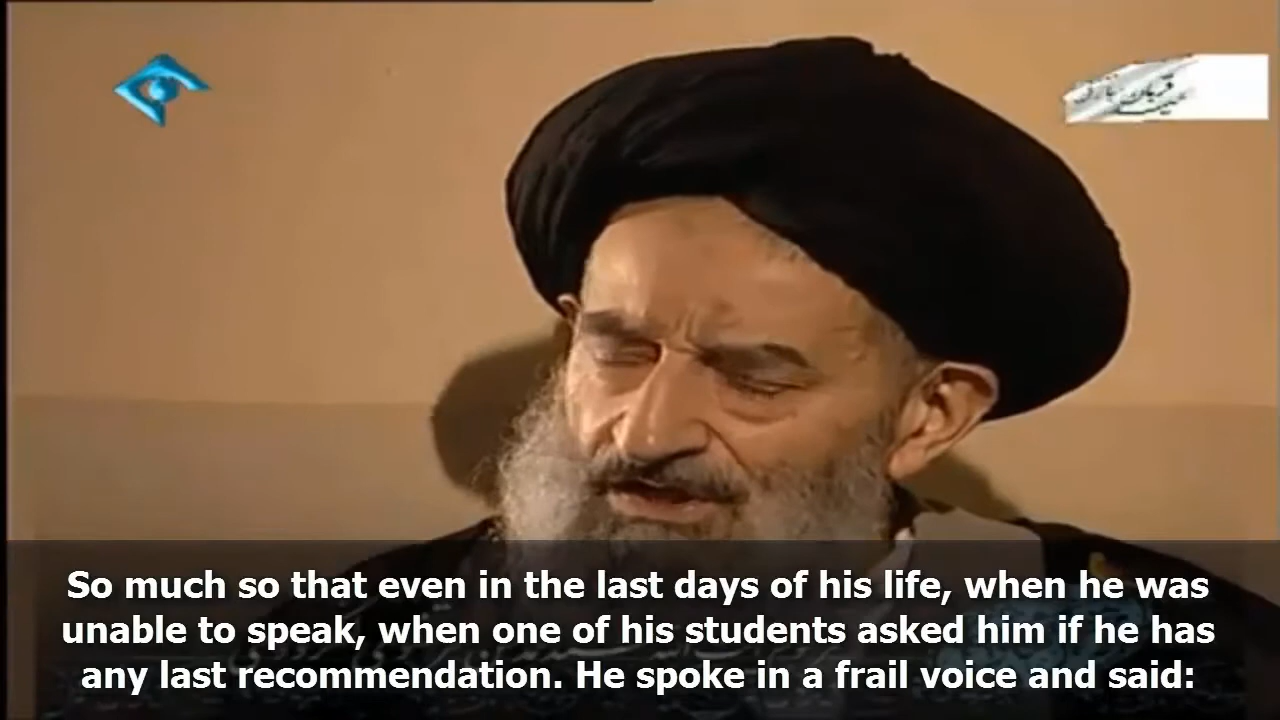 قربان
So much so that even in the last days of his life, when he was
unable to speak, when one of his students asked him if he has
any last recommendation. He spoke in a frail voice and said: